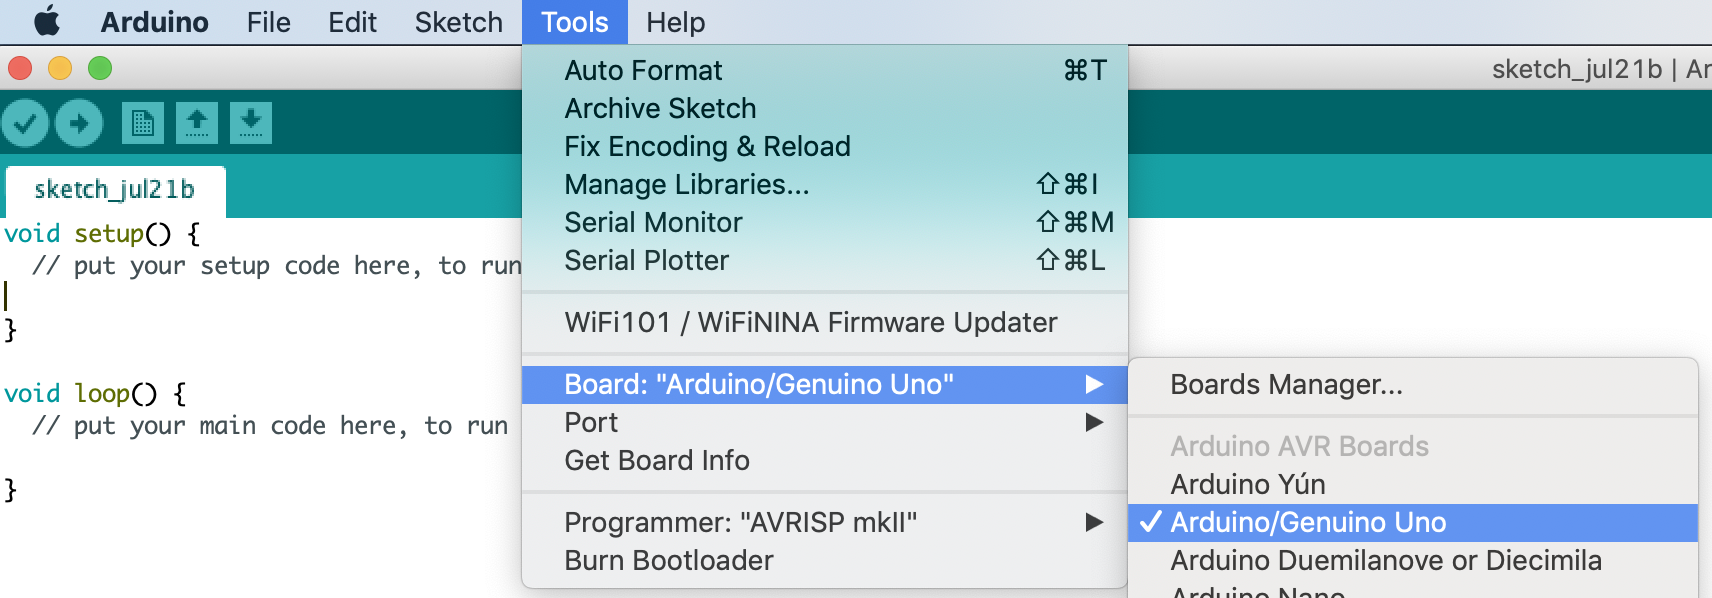 Arduino File Edit Sketch Tools Help
sketch_jul21b | Ar
Auto Format ⌘T
Archive Sketch
Fix Encoding & Reload
Manage Libraries... ⇧⌘I
Serial Monitor ⇧⌘M
Serial Plotter ⇧⌘L
WiFi101 / WiFiNINA Firmware Updater
Board: "Arduino/Genuino Uno"
Port
Get Board Info
Programmer: "AVRISP mkII"
Burn Bootloader
Boards Manager...
Arduino AVR Boards
Arduino Yún
✓ Arduino/Genuino Uno
Arduino Duemilanove or Diecimila
Arduino Nano
sketch_jul21b
void setup() {
// put your setup code here, to run
}
void loop() {
// put your main code here, to run
}